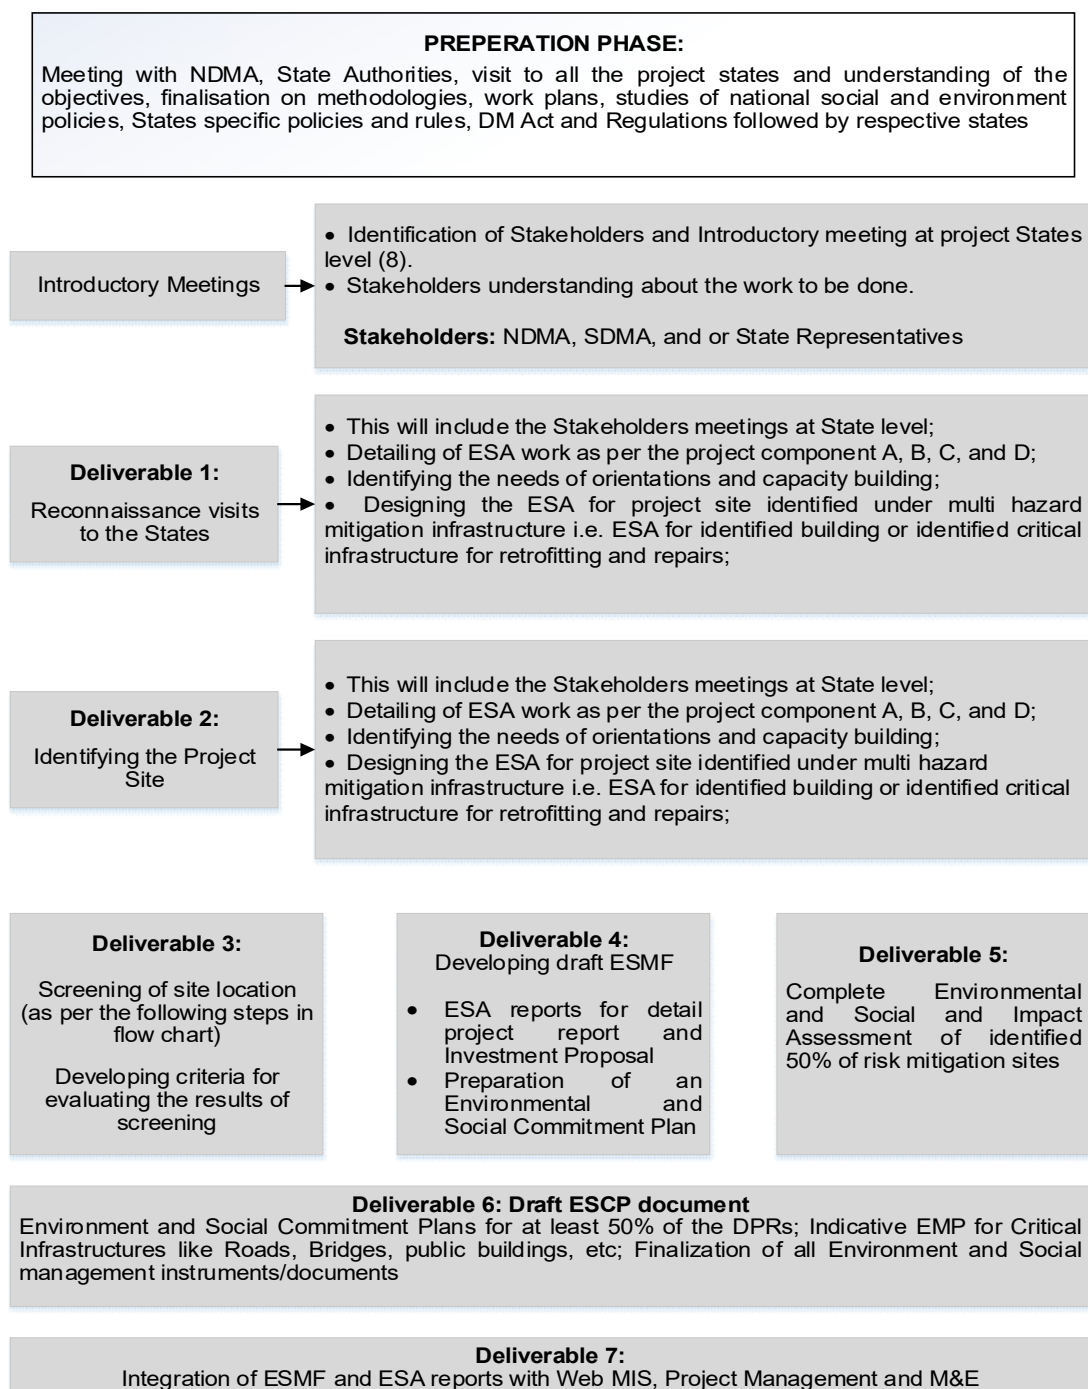 PREPERATION PHASE:
Meeting with NDMA, State Authorities, visit to all the project states and understanding of the
objectives, finalisation on methodologies, work plans, studies of national social and environment
policies, States specific policies and rules, DM Act and Regulations followed by respective states
Introductory Meetings
• Identification of Stakeholders and Introductory meeting at project States
level (8).
• Stakeholders understanding about the work to be done.
Stakeholders: NDMA, SDMA, and or State Representatives
Deliverable 1:
Reconnaissance visits
to the States
• This will include the Stakeholders meetings at State level;
• Detailing of ESA work as per the project component A, B, C, and D;
• Identifying the needs of orientations and capacity building;
• Designing the ESA for project site identified under multi hazard
mitigation infrastructure i.e. ESA for identified building or identified critical
infrastructure for retrofitting and repairs;
Deliverable 2:
Identifying the Project
Site
• This will include the Stakeholders meetings at State level;
• Detailing of ESA work as per the project component A, B, C, and D;
• Identifying the needs of orientations and capacity building;
• Designing the ESA for project site identified under multi hazard
mitigation infrastructure i.e. ESA for identified building or identified critical
infrastructure for retrofitting and repairs;
Deliverable 3:
Screening of site location
(as per the following steps in
flow chart)
Developing criteria for
evaluating the results of
screening
Deliverable 4:
Developing draft ESMF
• ESA reports for detail
project report and
Investment Proposal
• Preparation of an
Environmental and
Social Commitment Plan
Deliverable 5:
Complete Environmental
and Social and Impact
Assessment of identified
50% of risk mitigation sites
Deliverable 6: Draft ESCP document
Environment and Social Commitment Plans for at least 50% of the DPRs; Indicative EMP for Critical
Infrastructures like Roads, Bridges, public buildings, etc; Finalization of all Environment and Social
management instruments/documents
Deliverable 7:
Integration of ESMF and ESA reports with Web MIS, Project Management and M&E